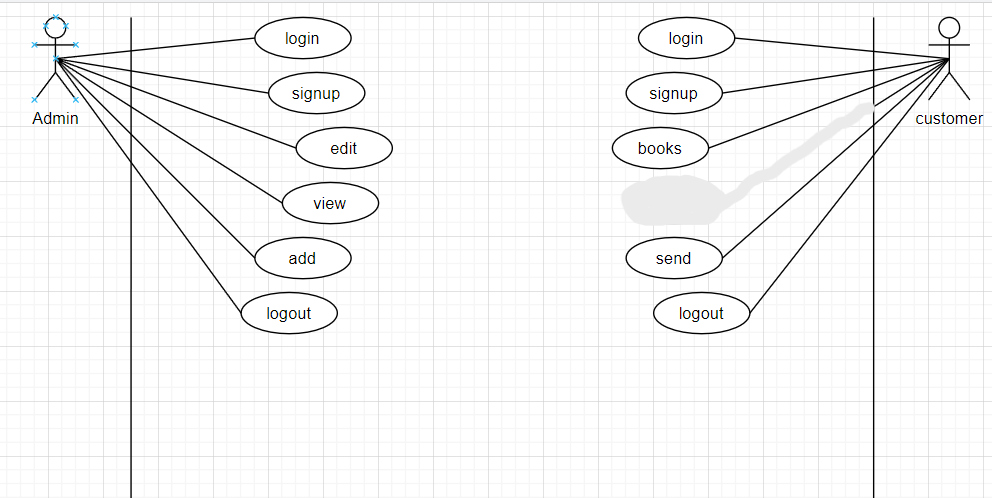 login
signup
edit
view
add
logout
Admin
login
signup
books
send
logout
customer